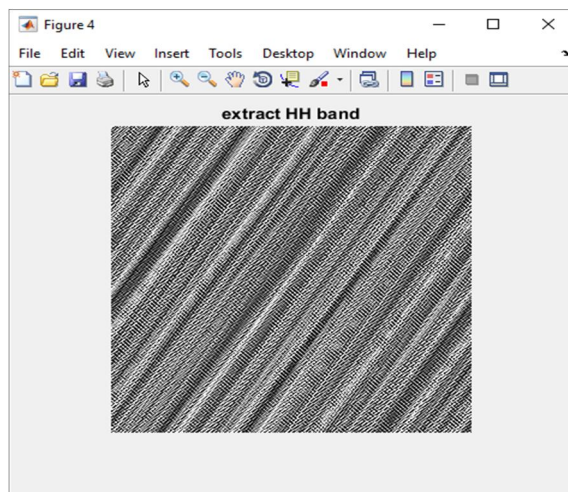 Figure 4
File Edit View Insert Tools Desktop Window Help
extract HH band